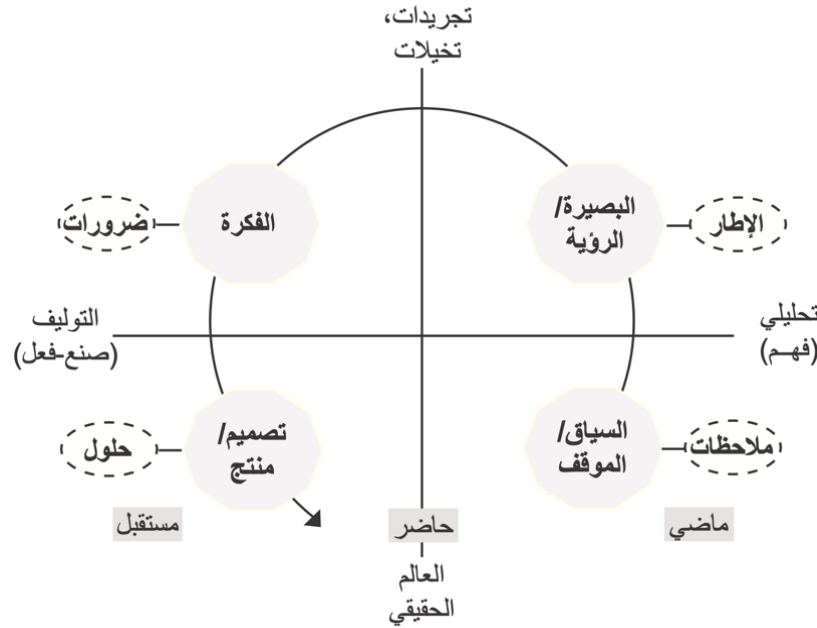 تجريدات،
تخيلات
البصيرة/
الرؤية
الإطار
الفكرة
ضرورات
تحليلي
(فهـم)
التوليف
(صنع-فعل)
السياق/
الموقف
ملاحظات
تصميم/
منتج
حلول
ماضي
حاضر
مستقبل
العالم
الحقيقي